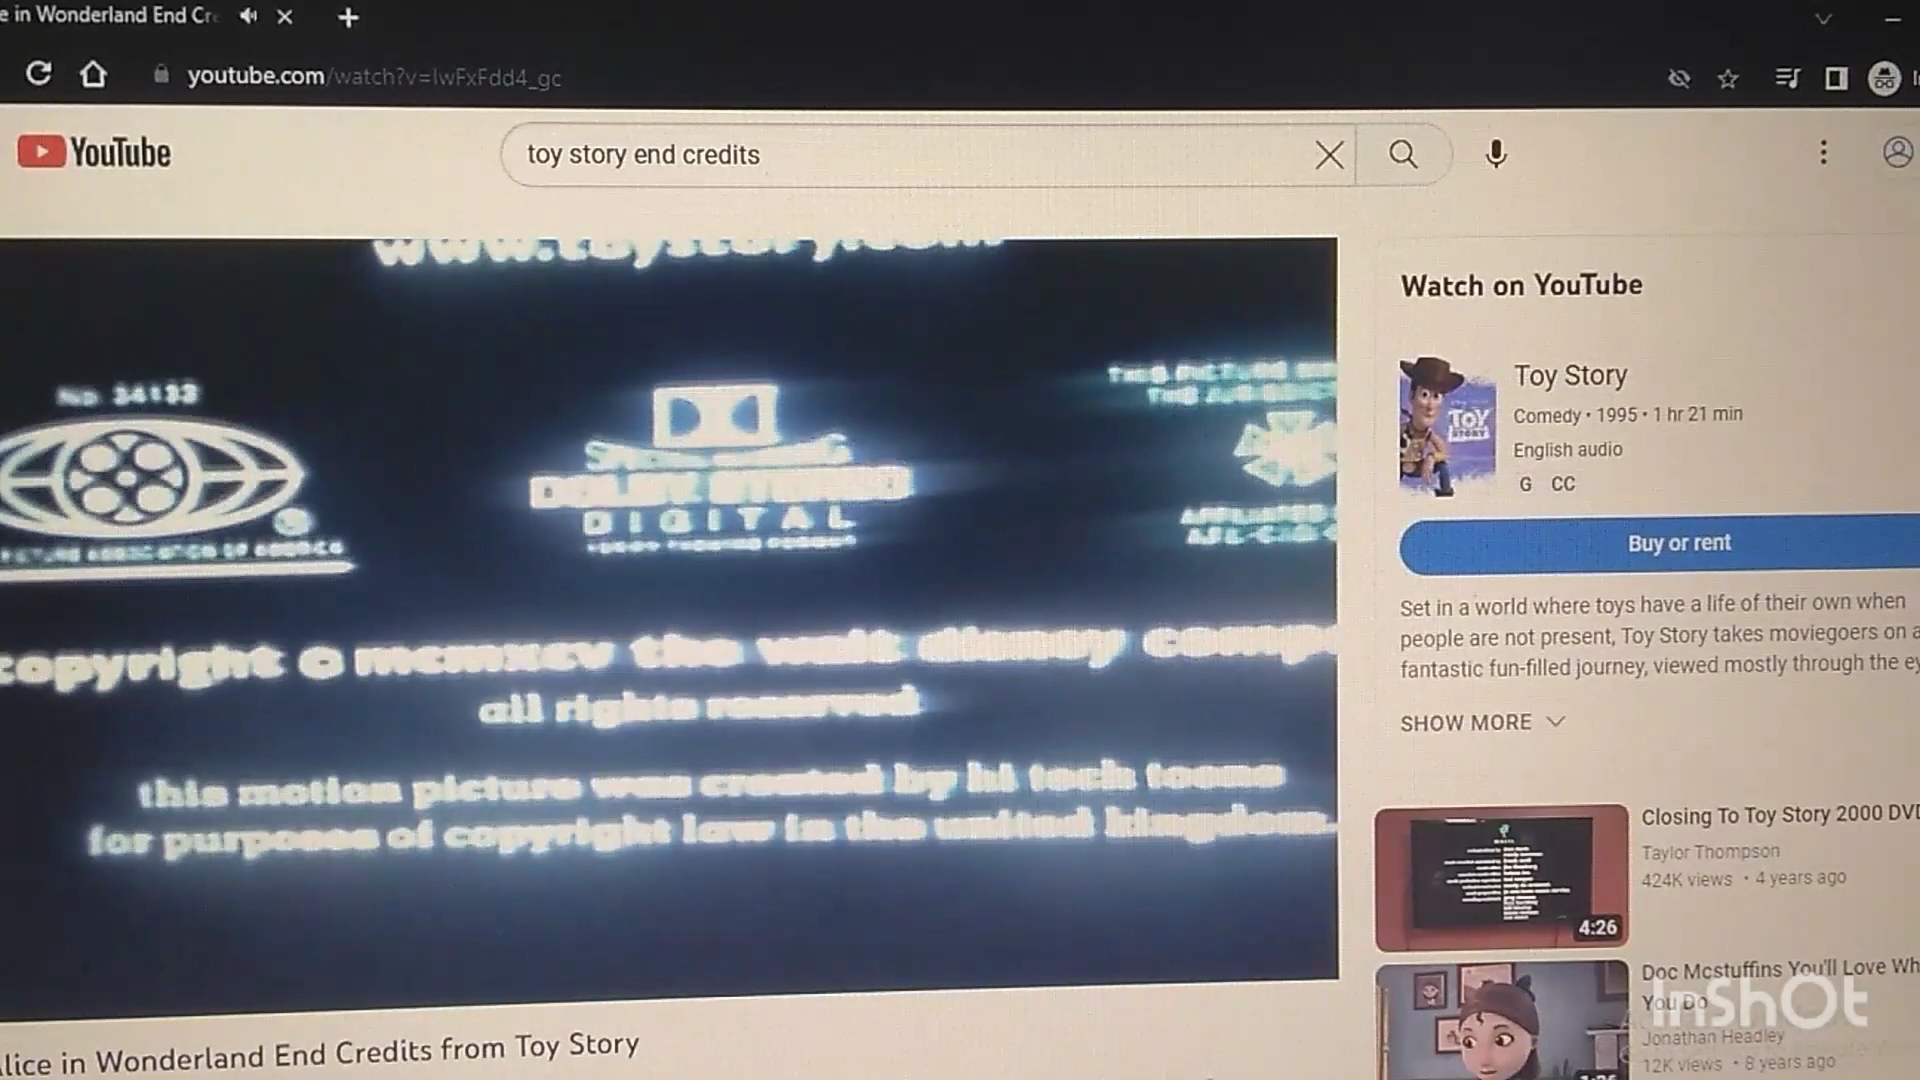 e in Wonderland End Cre
youtube.com/watch?v=lwFxFdd4_gc
YouTube
toy story end credits
www.toystory.com
No. 34133
DIGITAL
copyright © mcmxcv the walt disney comp
all rights reserved
this motion picture was created by hi tech toons
for purposes of copyright law in the united kingdom.
lice in Wonderland End Credits from Toy Story
Watch on YouTube
Toy Story
TOY STORY
Comedy • 1995 • 1 hr 21 min
English audio
G CC
Buy or rent
Set in a world where toys have a life of their own when
people are not present, Toy Story takes moviegoers on a
fantastic fun-filled journey, viewed mostly through the ey
SHOW MORE
Closing To Toy Story 2000 DVD
Taylor Thompson
424K views • 4 years ago
4:26
Doc Mcstuffins You'll Love Wh
You Do
Jonathan Headley
12K views • 8 years ago
InShOt